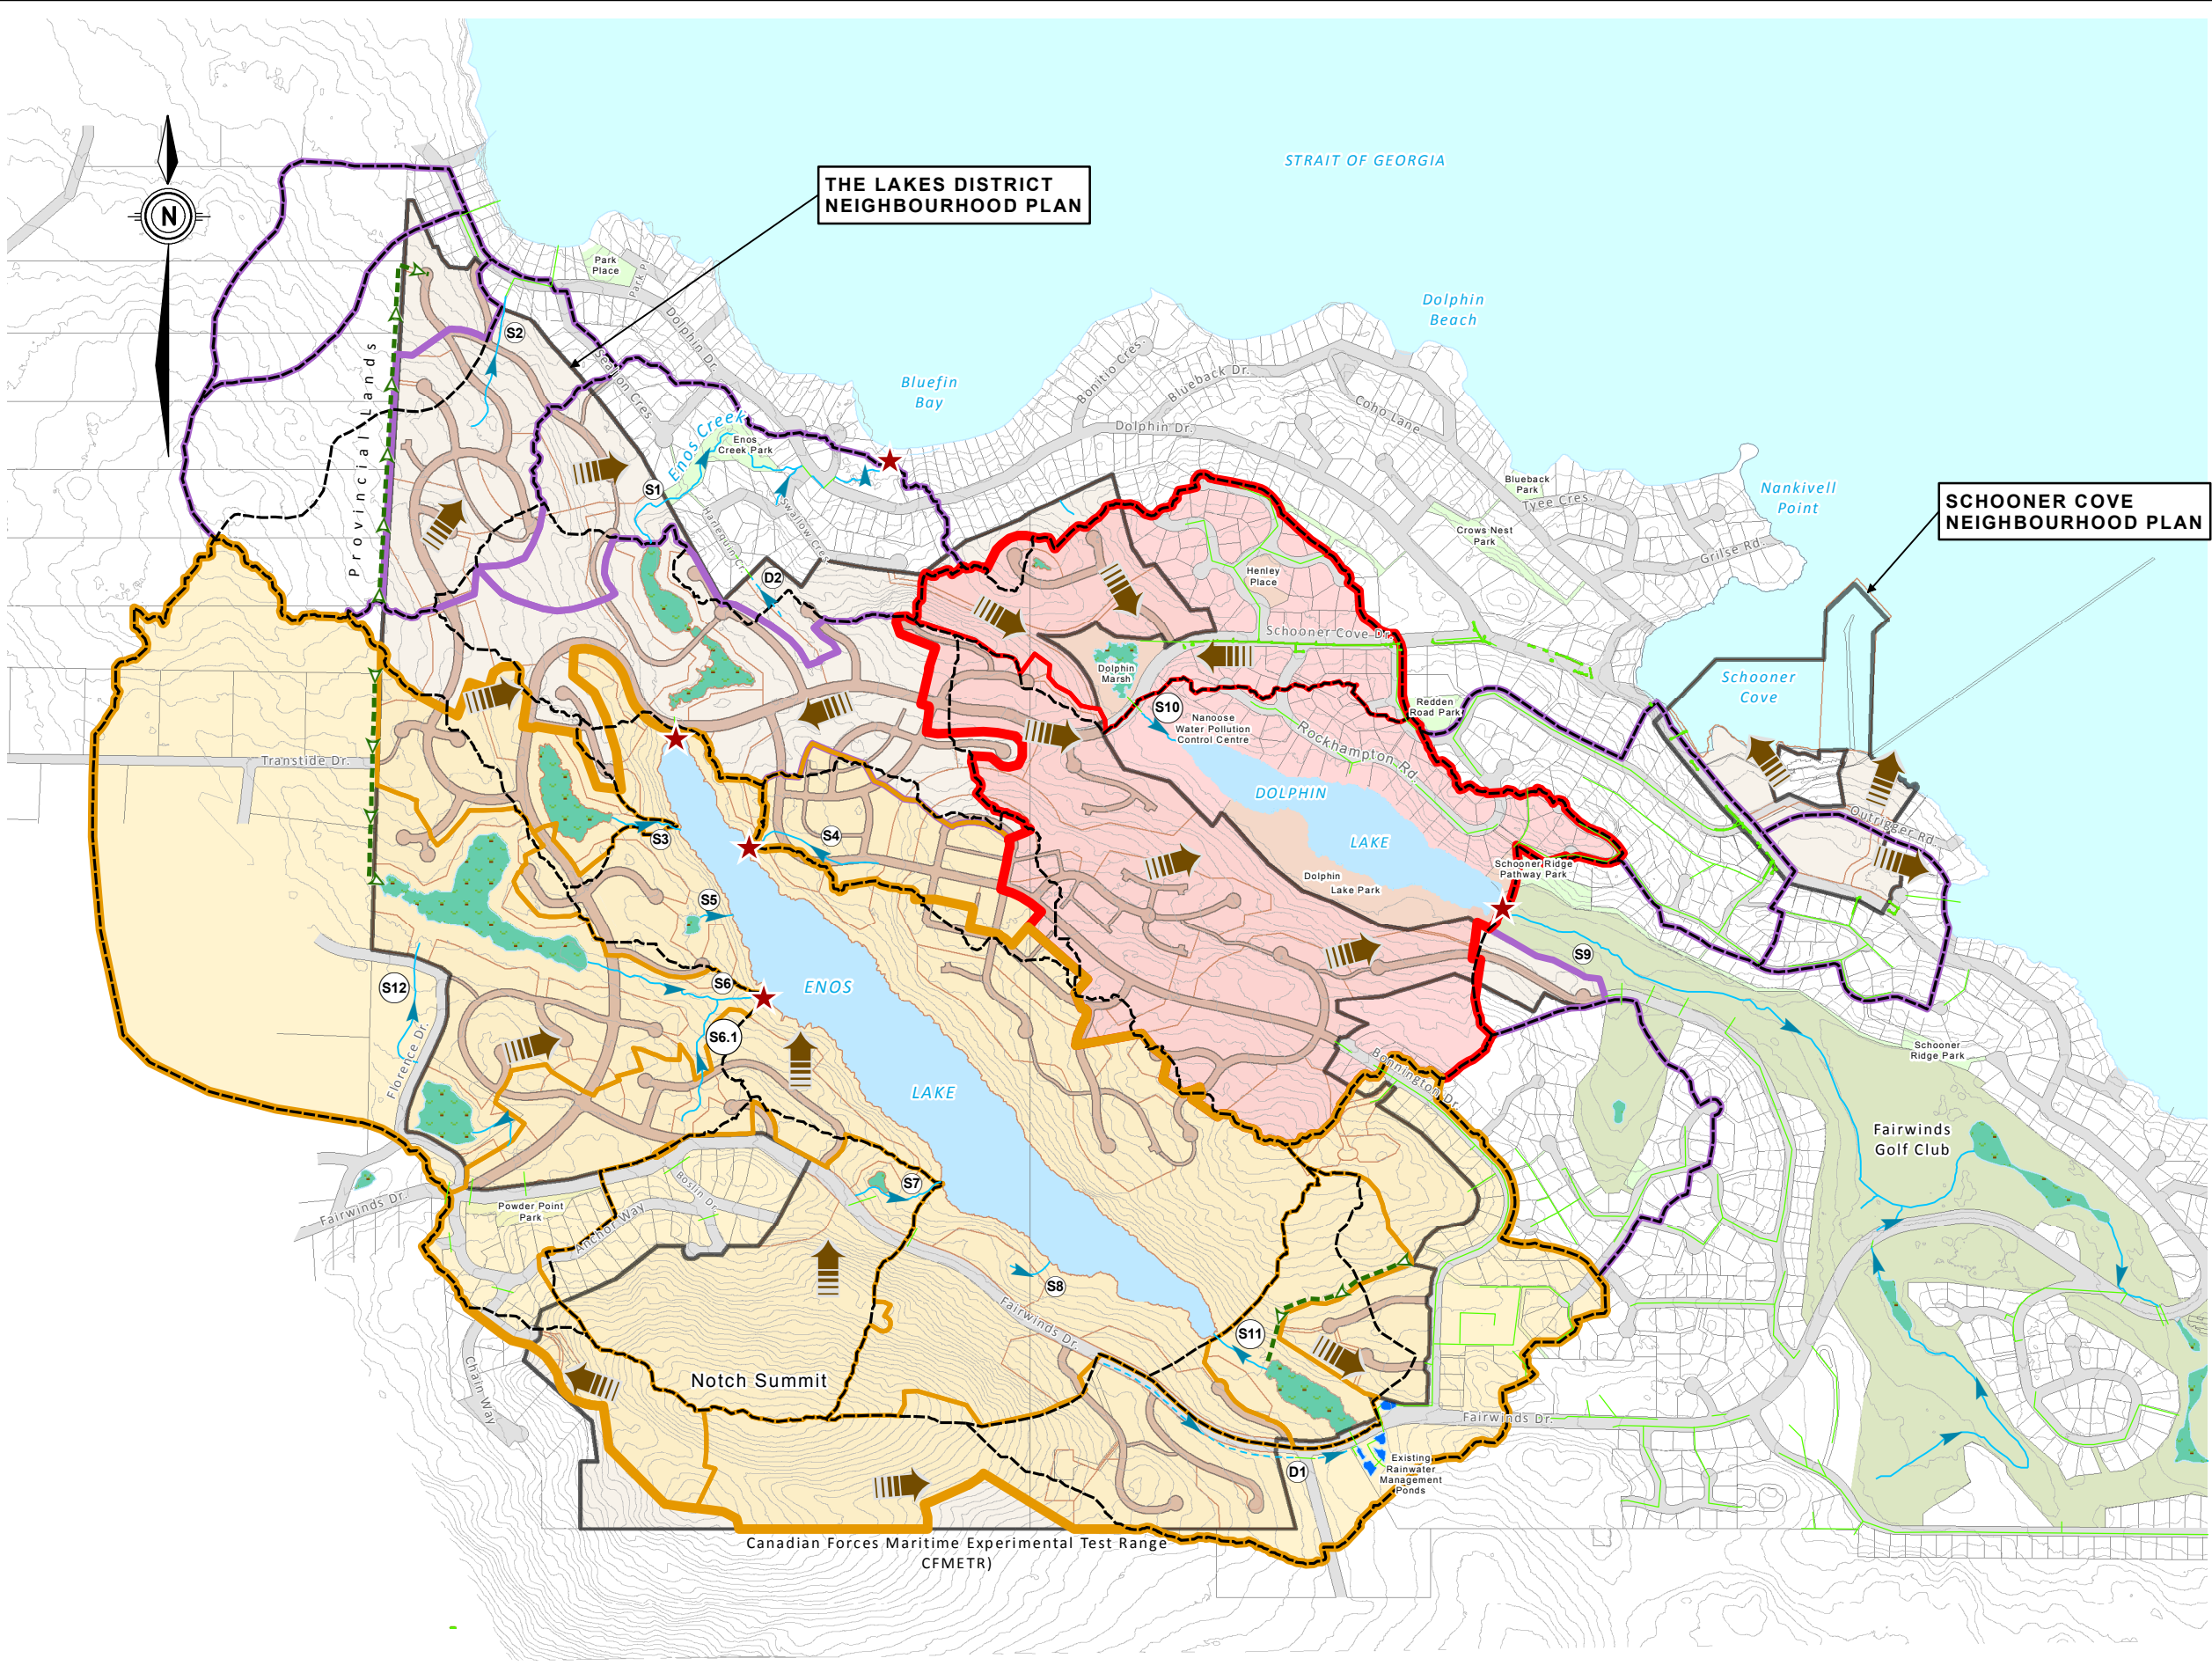 STRAIT OF GEORGIA
THE LAKES DISTRICT
NEIGHBOURHOOD PLAN
N
Park
Place
Park Pl.
Dolphin Dr.
Dolphin
Beach
S2
Seadon Cres.
Provincial Lands
Bluefin
Bay
Bonitio Cres.
Blueback Dr.
Coho Lane
Dolphin Dr.
Enos Creek
Enos
Creek Park
S1
Harlequin Cr.
Swallow Cres.
D2
Blueback
Park
Tyee Cres.
Nankivell
Point
Crows Nest
Park
Grilse Rd.
SCHOONER COVE
NEIGHBOURHOOD PLAN
Henley
Place
Schooner Cove Dr.
Dolphin
Marsh
Schooner
Cove
S10
Nanoose
Water Pollution
Control Centre
Redden
Road Park
Rockhampton Rd.
Transtide Dr.
DOLPHIN
LAKE
Outrigger Rd.
S3
S4
Schooner Ridge
Pathway Park
Dolphin
Lake Park
S5
S9
S12
S6
ENOS
S6.1
LAKE
Florence Dr.
Bonnington Dr.
Schooner
Ridge Park
Fairwinds
Golf Club
S7
Boslin Dr.
Fairwinds Dr.
Powder Point
Park
Anchor Way
S8
Fairwinds Dr.
S11
Chain Way
Notch Summit
Fairwinds Dr.
D1
Existing
Rainwater
Management
Ponds
Canadian Forces Maritime Experimental Test Range
CFMETR)